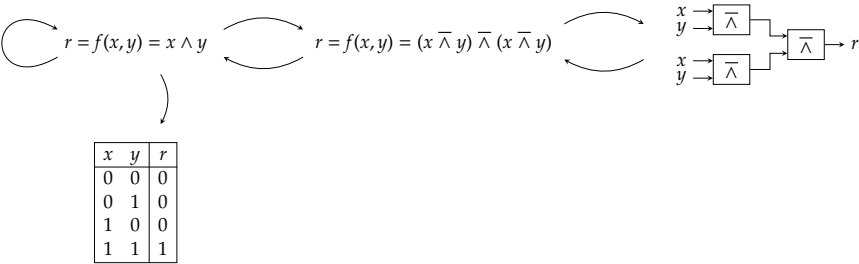 r = f(x, y) = x ∧ y
r = f(x, y) = (x ⊼ y) ⊼ (x ⊼ y)
x
y
⊼
x
y
⊼
⊼
r
x y r
0 0 0
0 1 0
1 0 0
1 1 1